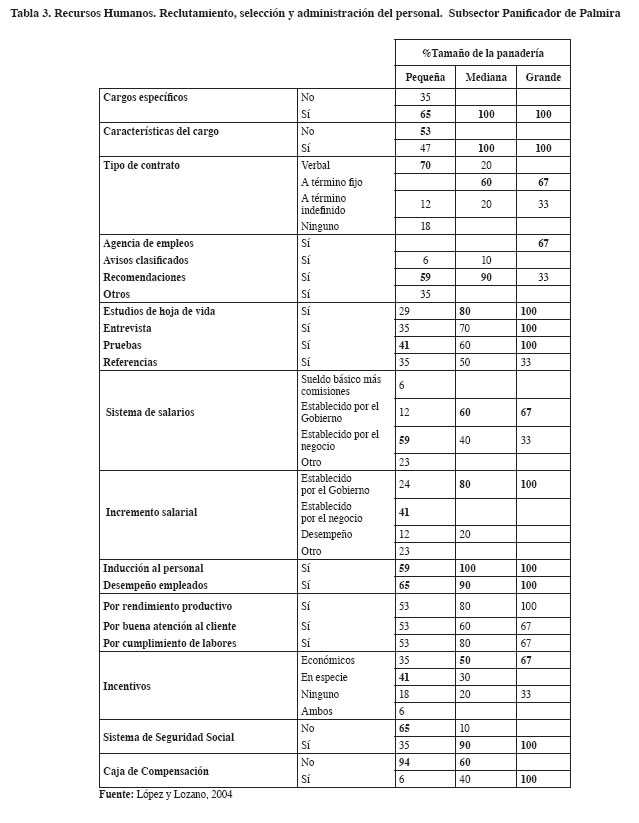 Tabla 3. Recursos Humanos. Reclutamiento, selección y administración del personal. Subsector Panificador de Palmira
%Tamaño de la panadería
Pequeña Mediana Grande
Cargos específicos No 35
Sí 65 100 100
Características del cargo No 53
Sí 47 100 100
Tipo de contrato Verbal 70 20
A término fijo 60 67
A término
indefinido 12 20 33
Ninguno 18
Agencia de empleos Sí 67
Avisos clasificados Sí 6 10
Recomendaciones Sí 59 90 33
Otros Sí 35
Estudios de hoja de vida Sí 29 80 100
Entrevista Sí 35 70 100
Pruebas Sí 41 60 100
Referencias Sí 35 50 33
Sueldo básico más
comisiones 6
Sistema de salarios Establecido por el
Gobierno 12 60 67
Establecido por el
negocio 59 40 33
Otro 23
Establecido
por el Gobierno 24 80 100
Incremento salarial Establecido
por el negocio 41
Desempeño 12 20
Otro 23
Inducción al personal Sí 59 100 100
Desempeño empleados Sí 65 90 100
Por rendimiento productivo Sí 53 80 100
Por buena atención al cliente Sí 53 60 67
Por cumplimiento de labores Sí 53 80 67
Incentivos Económicos 35 50 67
En especie 41 30
Ninguno 18 20 33
Ambos 6
Sistema de Seguridad Social No 65 10
Sí 35 90 100
Caja de Compensación No 94 60
Sí 6 40 100
Fuente: López y Lozano, 2004